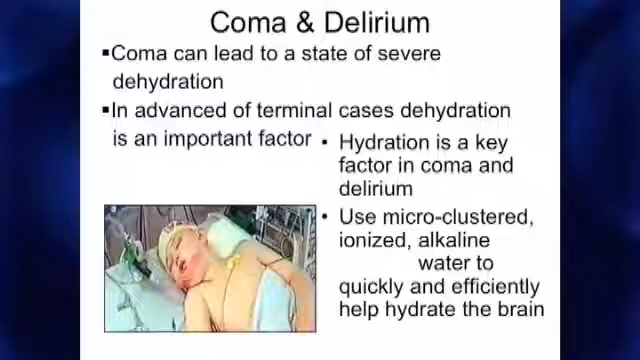 Coma & Delirium
▪Coma can lead to a state of severe
dehydration
▪In advanced of terminal cases dehydration
is an important factor
• Hydration is a key
factor in coma and
delirium
• Use micro-clustered,
ionized, alkaline
water to
quickly and efficiently
help hydrate the brain